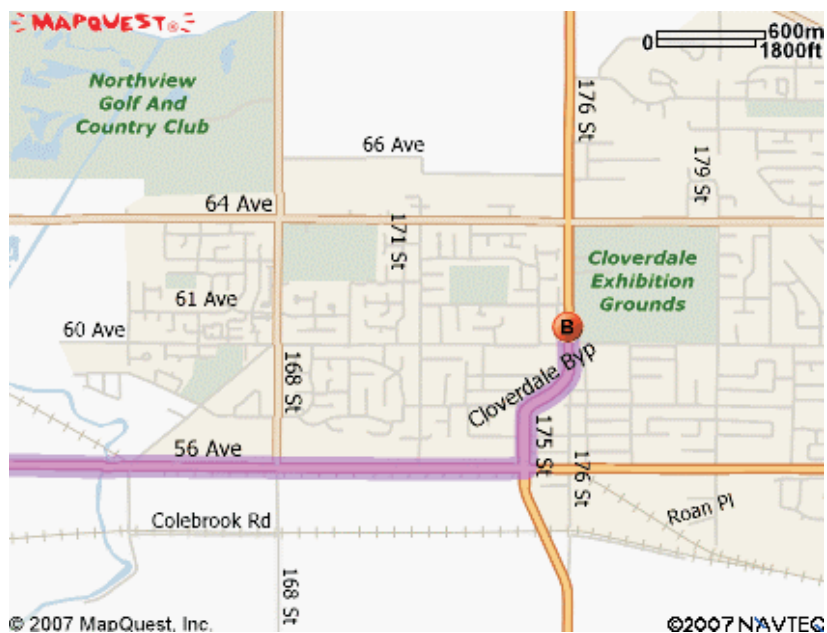 MAPQUEST®
0 600m
1800ft
Northview
Golf And
Country Club
176 St
66 Ave
179 St
64 Ave
171 St
Cloverdale
Exhibition
Grounds
61 Ave
60 Ave
B
168 St
Cloverdale Byp
56 Ave
175 St
176 St
Roan Pl
Colebrook Rd
168 St
© 2007 MapQuest, Inc.
©2007 NAVTEQ